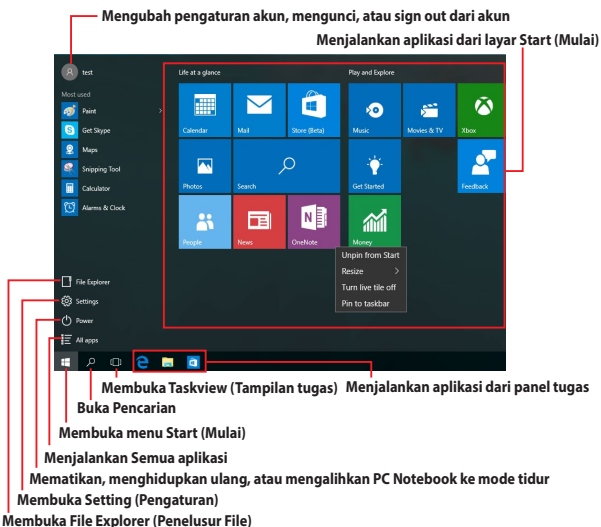 Mengubah pengaturan akun, mengunci, atau sign out dari akun
Menjalankan aplikasi dari layar Start (Mulai)
test
Life at a glance
Play and Explore
Most used
Paint
Get Skype
Maps
Snipping Tool
Calculator
Alarms & Clock
Calendar
Mail
Store (Beta)
Music
Movies & TV
Xbox
Photos
Search
Get Started
Feedback
People
News
OneNote
Money
Unpin from Start
Resize
Turn live tile off
Pin to taskbar
File Explorer
Settings
Power
All apps
Membuka Taskview (Tampilan tugas)
Menjalankan aplikasi dari panel tugas
Buka Pencarian
Membuka menu Start (Mulai)
Menjalankan Semua aplikasi
Mematikan, menghidupkan ulang, atau mengalihkan PC Notebook ke mode tidur
Membuka Setting (Pengaturan)
Membuka File Explorer (Penelusur File)